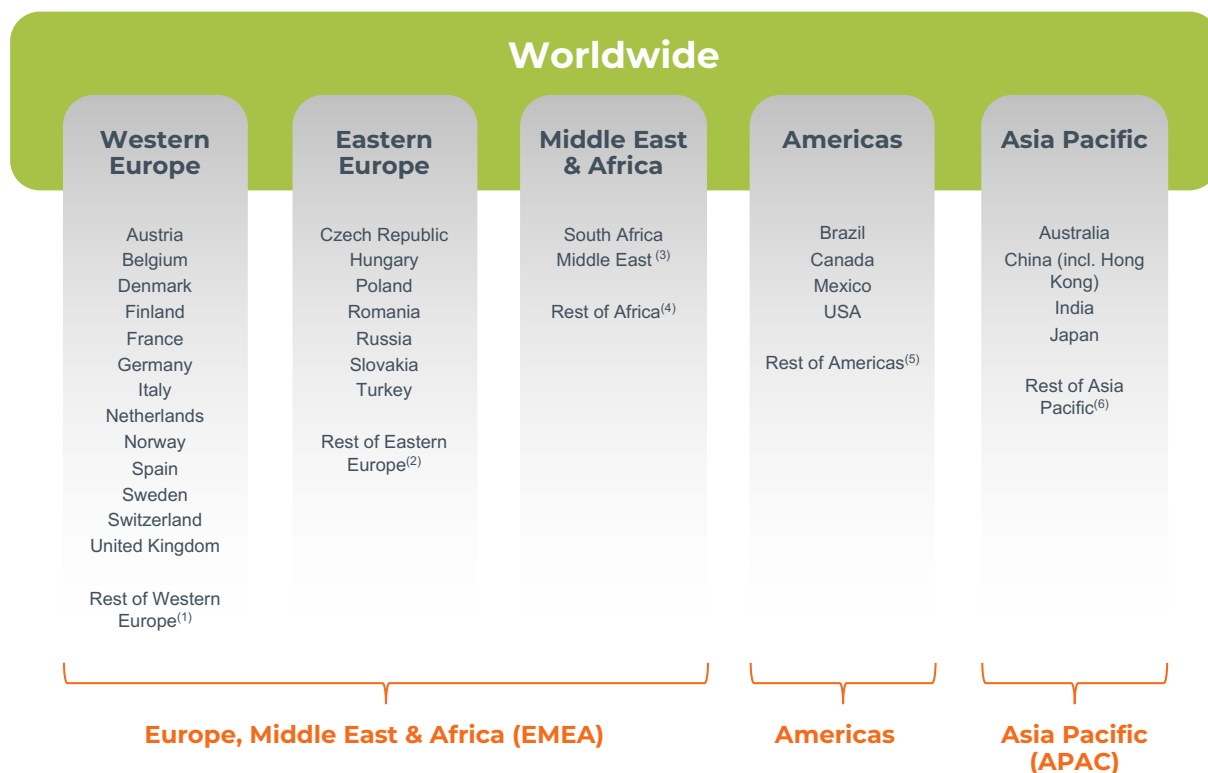 Worldwide
Western
Europe
Austria
Belgium
Denmark
Finland
France
Germany
Italy
Netherlands
Norway
Spain
Sweden
Switzerland
United Kingdom
Rest of Western
Europe(1)
Eastern
Europe
Czech Republic
Hungary
Poland
Romania
Russia
Slovakia
Turkey
Rest of Eastern
Europe(2)
Middle East
& Africa
South Africa
Middle East (3)
Rest of Africa(4)
Americas
Brazil
Canada
Mexico
USA
Rest of Americas(5)
Asia Pacific
Australia
China (incl. Hong
Kong)
India
Japan
Rest of Asia
Pacific(6)
Europe, Middle East & Africa (EMEA)
Americas
Asia Pacific
(APAC)